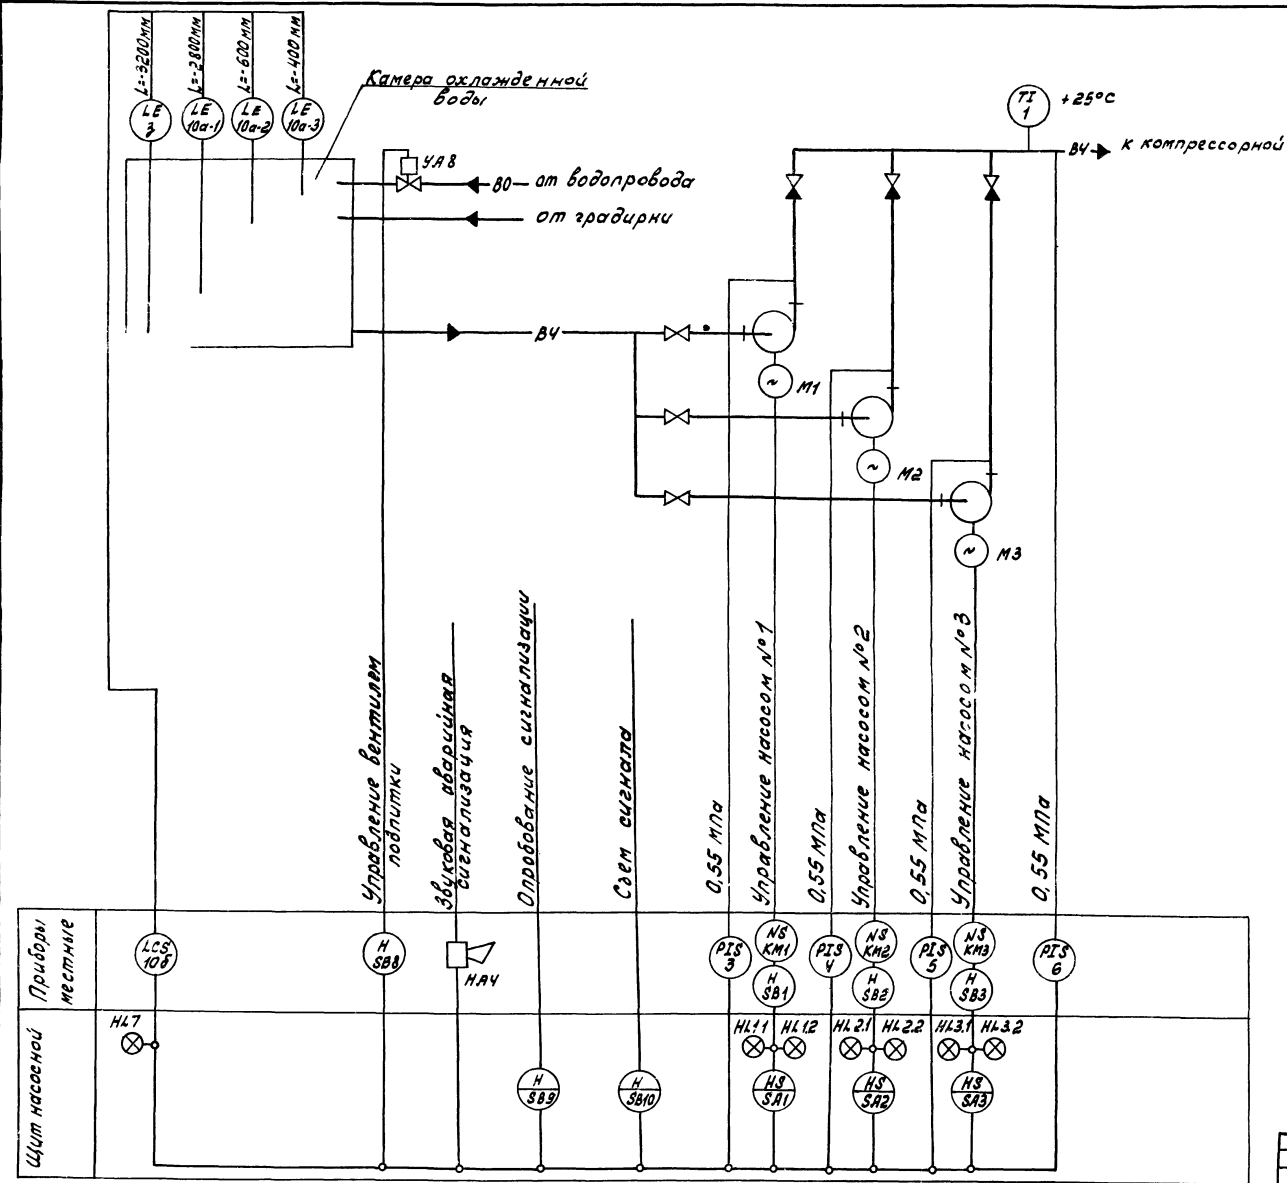 L=-3200мм
L=-2800мм
L=-600мм
L=-400мм
LE
3
LE
10а-1
LE
10а-2
LE
10а-3
Камера охлажденной
воды
УА8
В0
от водопровода
от градирни
TI
1
+25°С
В4
к компрессорной
В4
~
М1
~
М2
~
М3
Управление вентилем
подпитки
Звуковая аварийная
сигнализация
Опробование сигнализации
Съем сигнала
0,55 МПа
Управление насосом №1
0,55 МПа
Управление насосом №2
0,55 МПа
Управление насосом №3
0,55 МПа
Приборы
местные
LCS
10б
H
SB8
НА4
PIS
3
NS
KM1
H
SB1
PIS
4
NS
KM2
H
SB2
PIS
5
NS
KM3
H
SB3
PIS
6
Щит насосной
HL7
H
SB9
H
SB10
HL1.1
HL1.2
HS
SA1
HL2.1
HL2.2
HS
SA2
HL3.1
HL3.2
HS
SA3